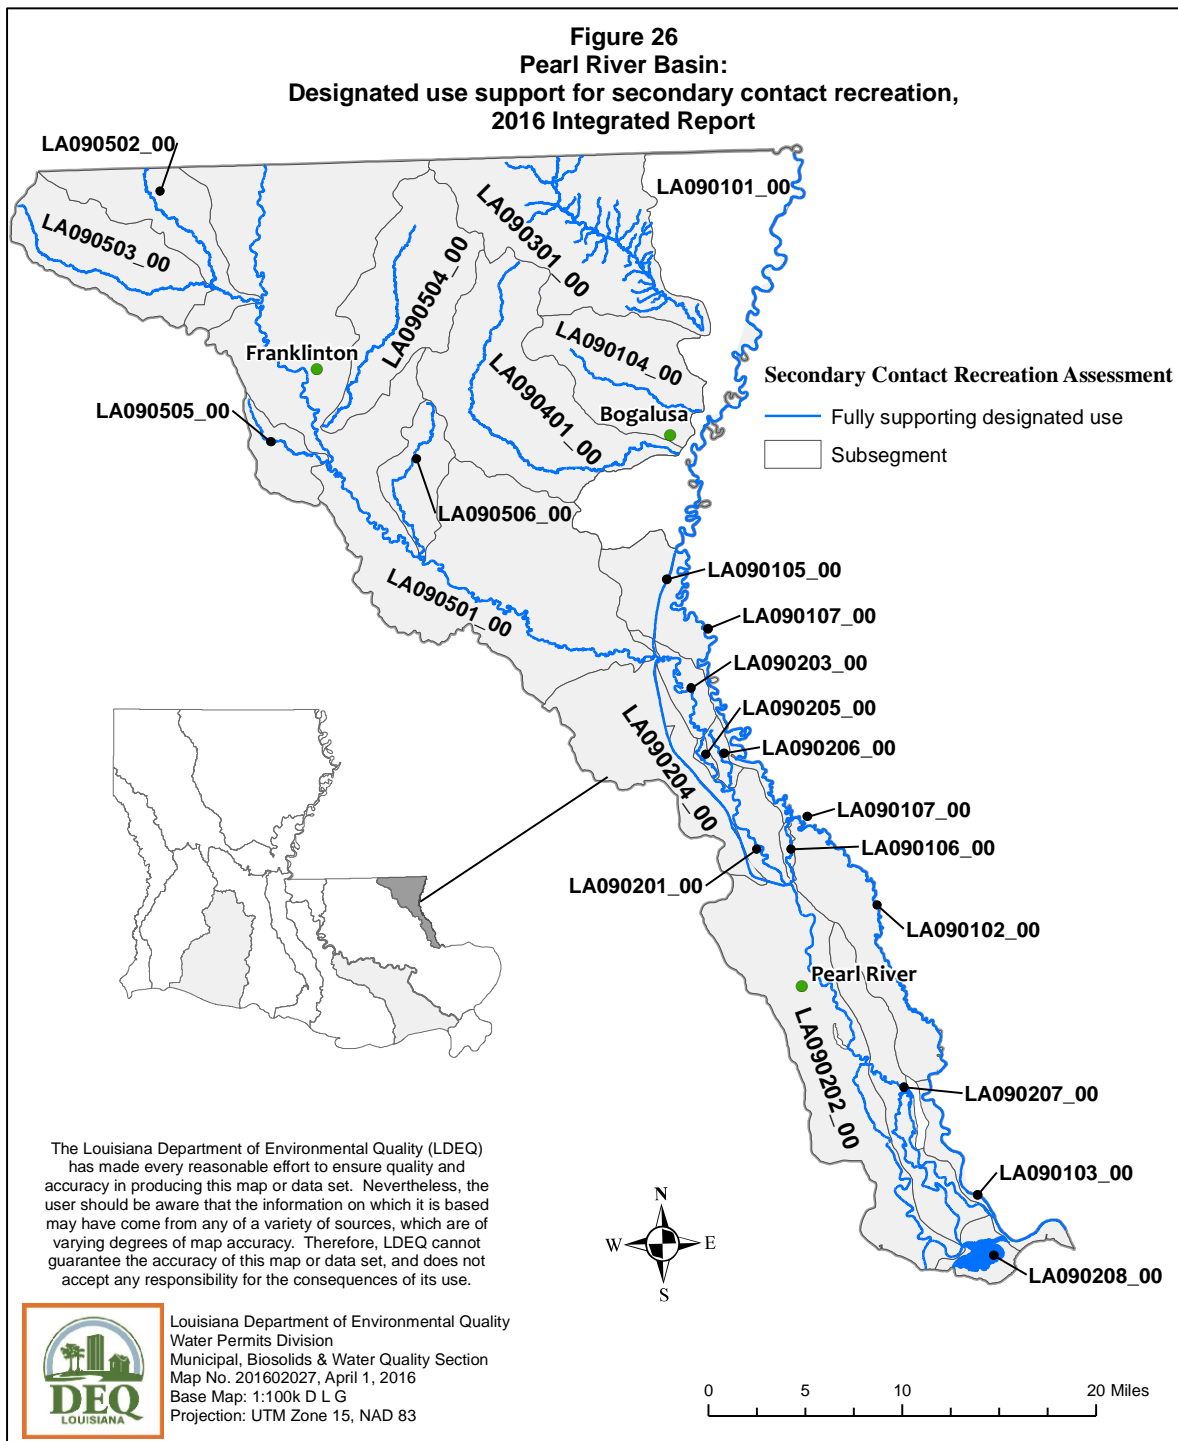 Figure 26
Pearl River Basin:
Designated use support for secondary contact recreation,
2016 Integrated Report
LA090502_00
LA090101_00
LA090503_00
LA090301_00
LA090504_00
LA090104_00
Franklinton
LA090401_00
Bogalusa
LA090505_00
Secondary Contact Recreation Assessment
Fully supporting designated use
Subsegment
LA090506_00
LA090105_00
LA090501_00
LA090107_00
LA090203_00
LA090205_00
LA090206_00
LA090204_00
LA090107_00
LA090106_00
LA090201_00
LA090102_00
Pearl River
LA090202_00
LA090207_00
LA090103_00
LA090208_00
The Louisiana Department of Environmental Quality (LDEQ)
has made every reasonable effort to ensure quality and
accuracy in producing this map or data set. Nevertheless, the
user should be aware that the information on which it is based
may have come from any of a variety of sources, which are of
varying degrees of map accuracy. Therefore, LDEQ cannot
guarantee the accuracy of this map or data set, and does not
accept any responsibility for the consequences of its use.
N
W
E
S
DEQ
LOUISIANA
Louisiana Department of Environmental Quality
Water Permits Division
Municipal, Biosolids & Water Quality Section
Map No. 201602027, April 1, 2016
Base Map: 1:100k D L G
Projection: UTM Zone 15, NAD 83
0 5 10 20 Miles